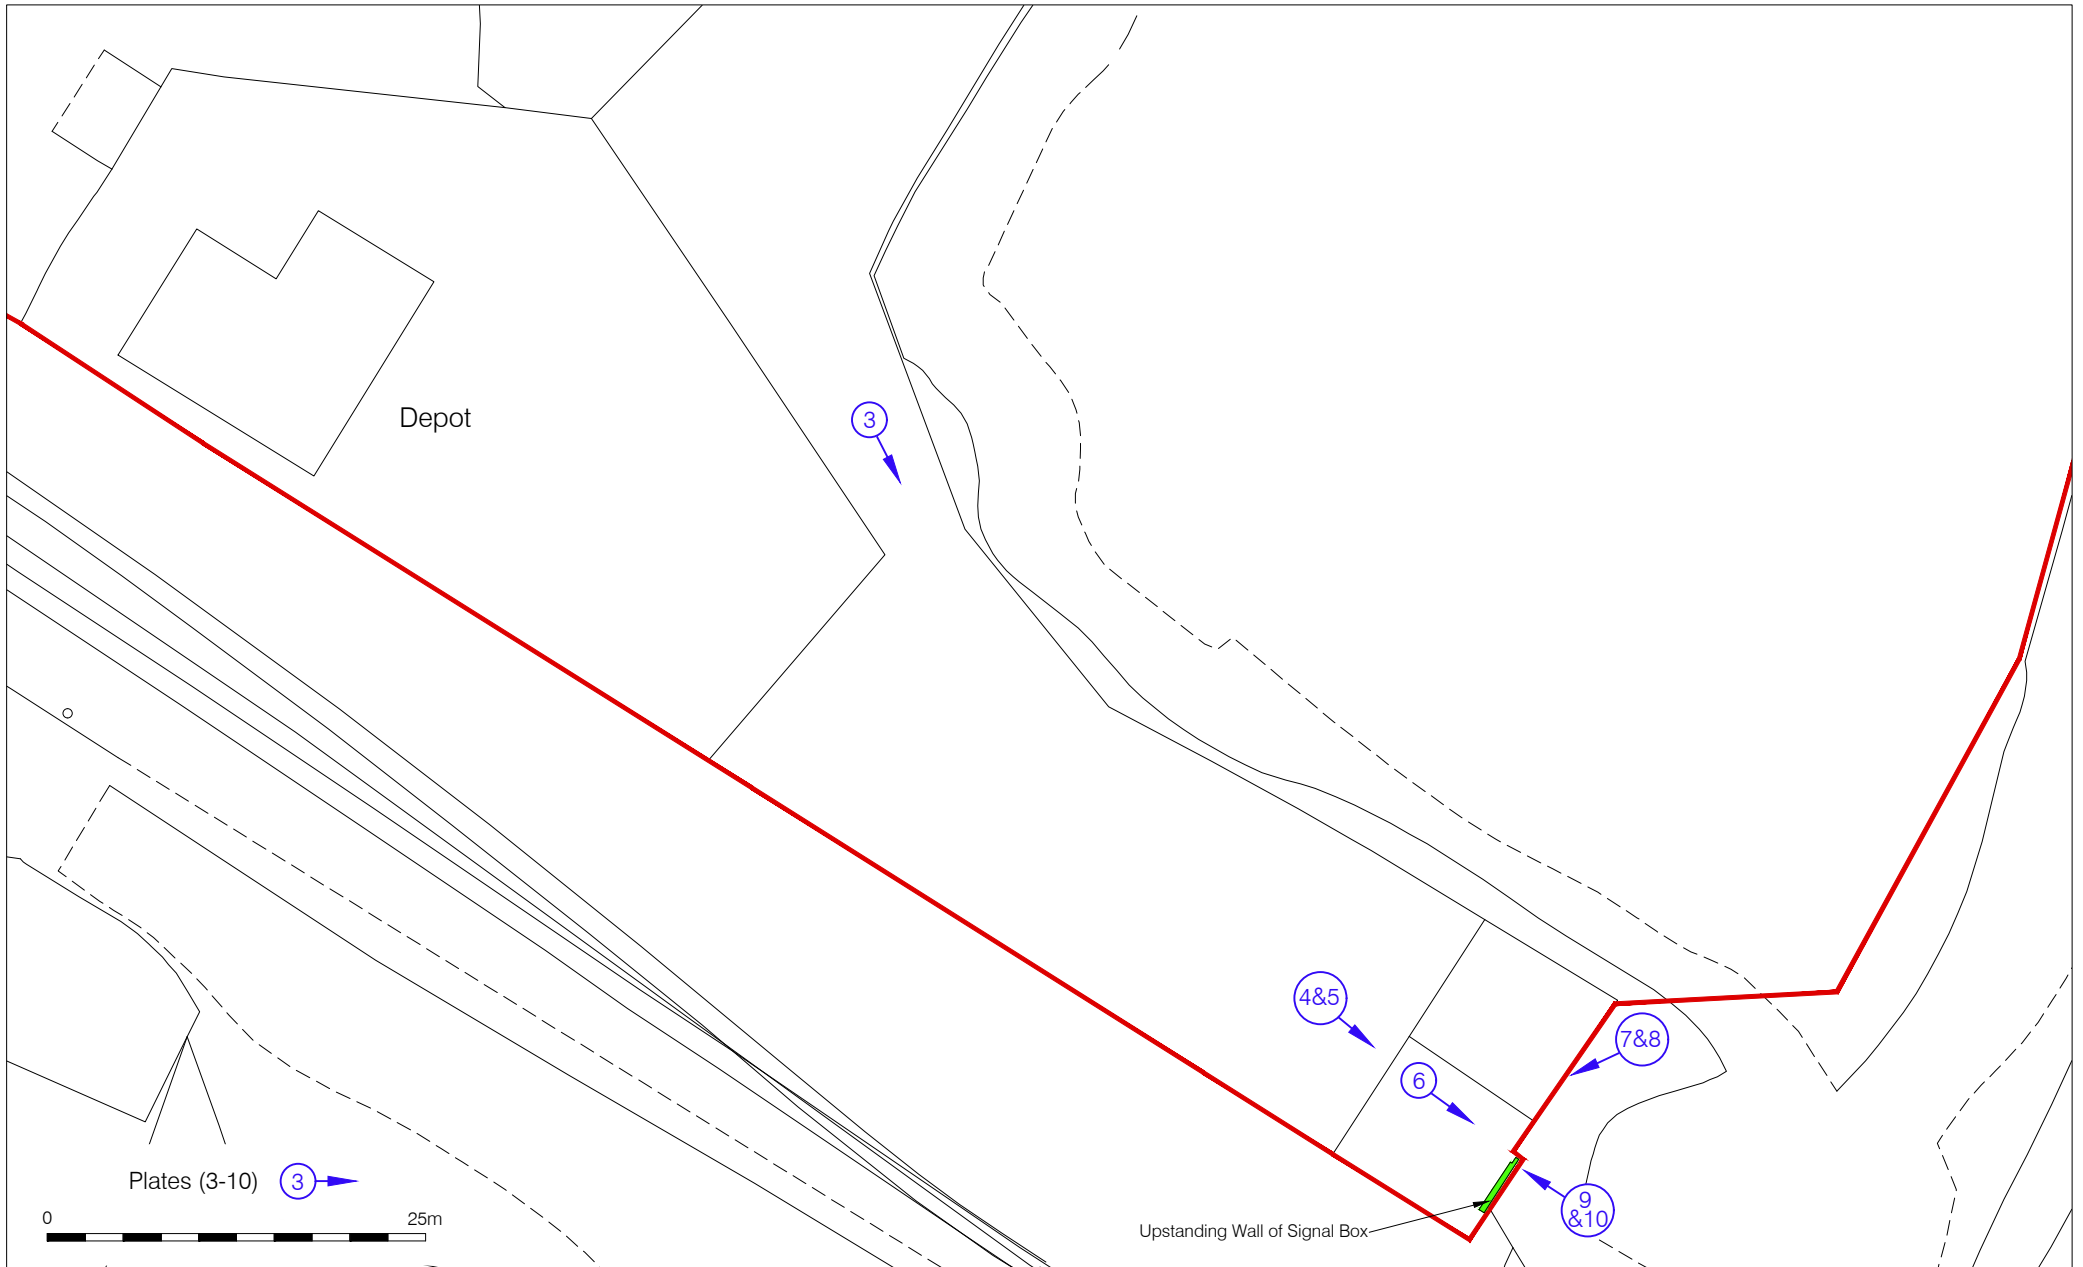 3
Depot
4&5
7&8
6
Plates (3-10)
3
9
&10
0
25m
Upstanding Wall of Signal Box